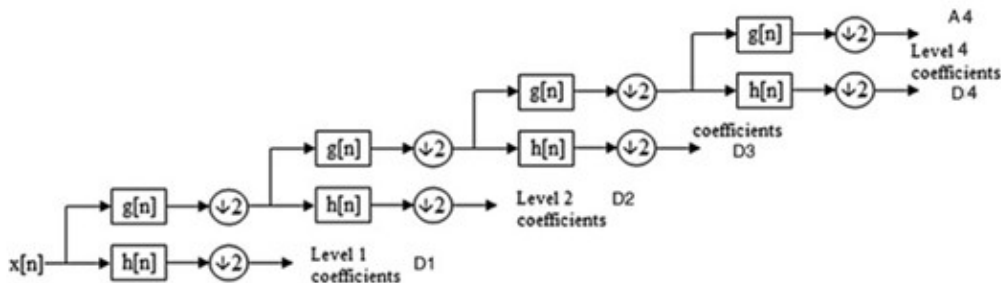 A4
g[n] ↓2
Level 4
coefficients
g[n] ↓2 h[n] ↓2
D4
coefficients
D3
g[n] ↓2 h[n] ↓2
g[n] ↓2 h[n] ↓2
Level 2 D2
coefficients
x[n] h[n] ↓2
Level 1
coefficients D1